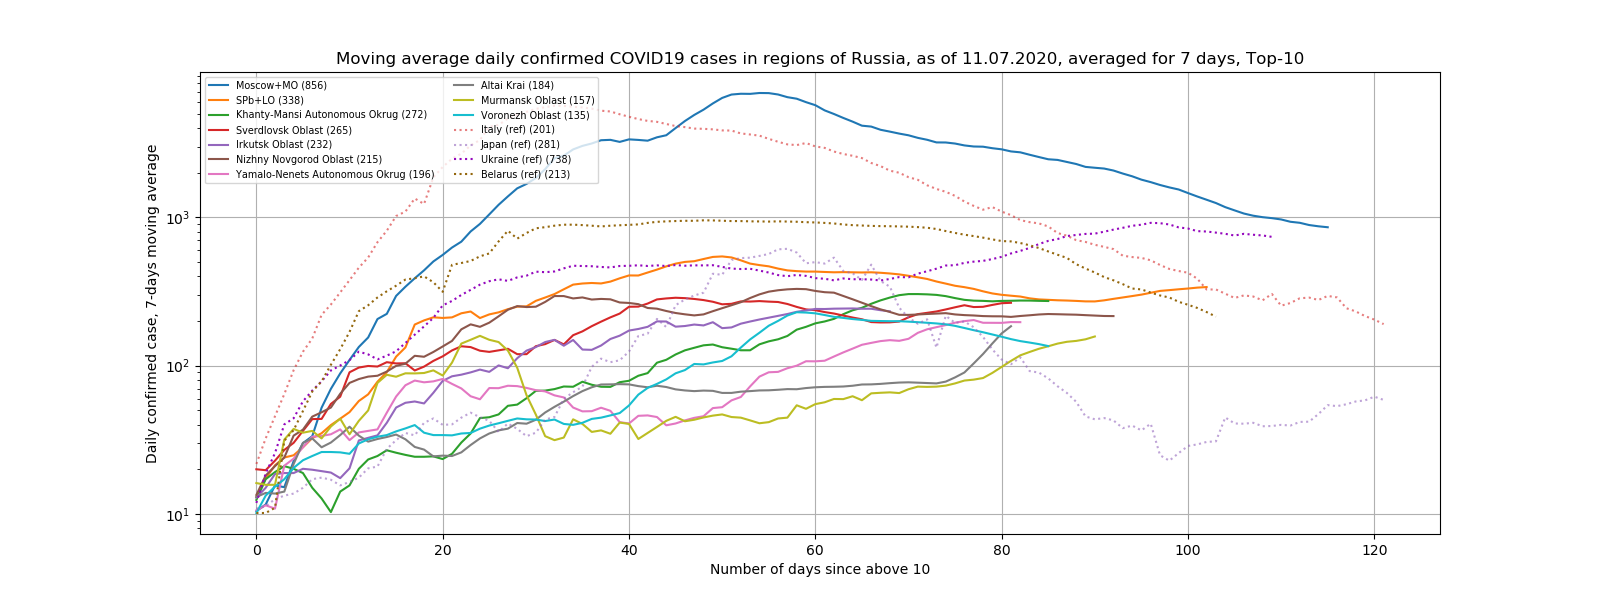 Moving average daily confirmed COVID19 cases in regions of Russia, as of 11.07.2020, averaged for 7 days, Top-10
Moscow+MO (856)
SPb+LO (338)
Khanty-Mansi Autonomous Okrug (272)
Sverdlovsk Oblast (265)
Irkutsk Oblast (232)
Nizhny Novgorod Oblast (215)
Yamalo-Nenets Autonomous Okrug (196)
Altai Krai (184)
Murmansk Oblast (157)
Voronezh Oblast (135)
Italy (ref) (201)
Japan (ref) (281)
Ukraine (ref) (738)
Belarus (ref) (213)
Daily confirmed case, 7-days moving average
10³
10²
10¹
0 20 40 60 80 100 120
Number of days since above 10